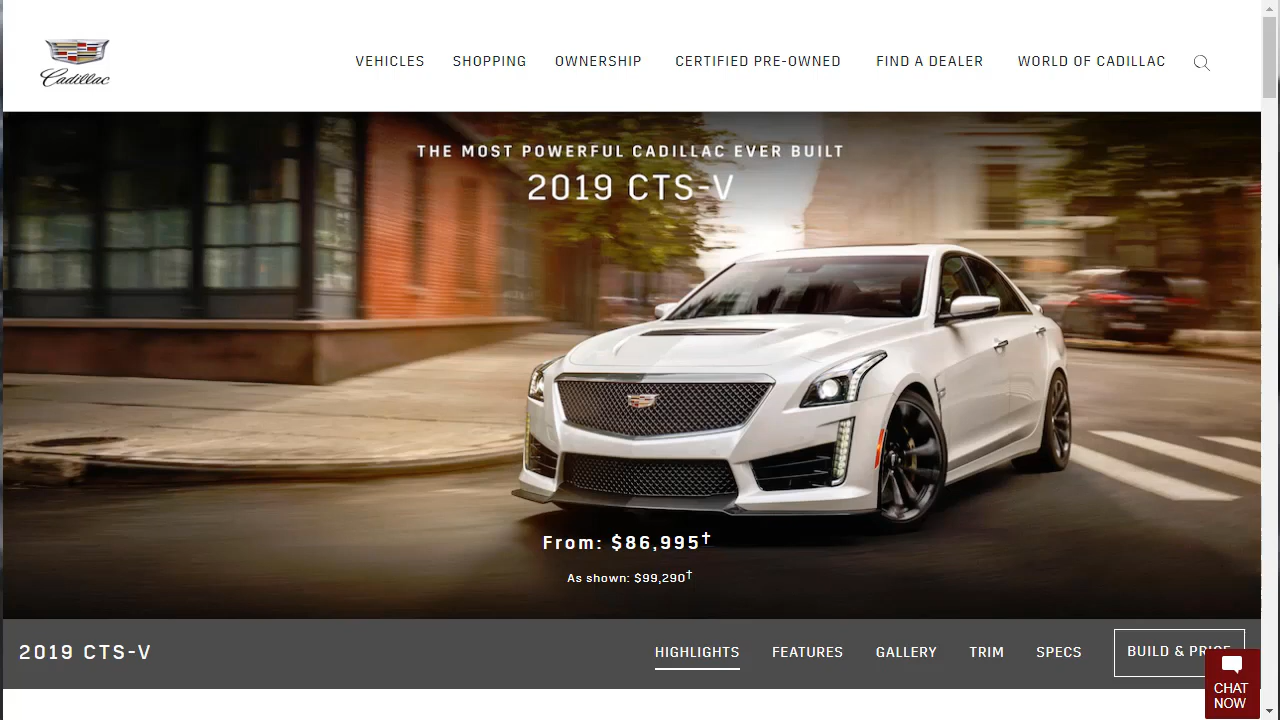 Cadillac
VEHICLES SHOPPING OWNERSHIP CERTIFIED PRE-OWNED FIND A DEALER WORLD OF CADILLAC
THE MOST POWERFUL CADILLAC EVER BUILT
2019 CTS-V
From: $86,995†
As shown: $99,290†
2019 CTS-V
HIGHLIGHTS FEATURES GALLERY TRIM SPECS BUILD & PRICE
CHAT
NOW